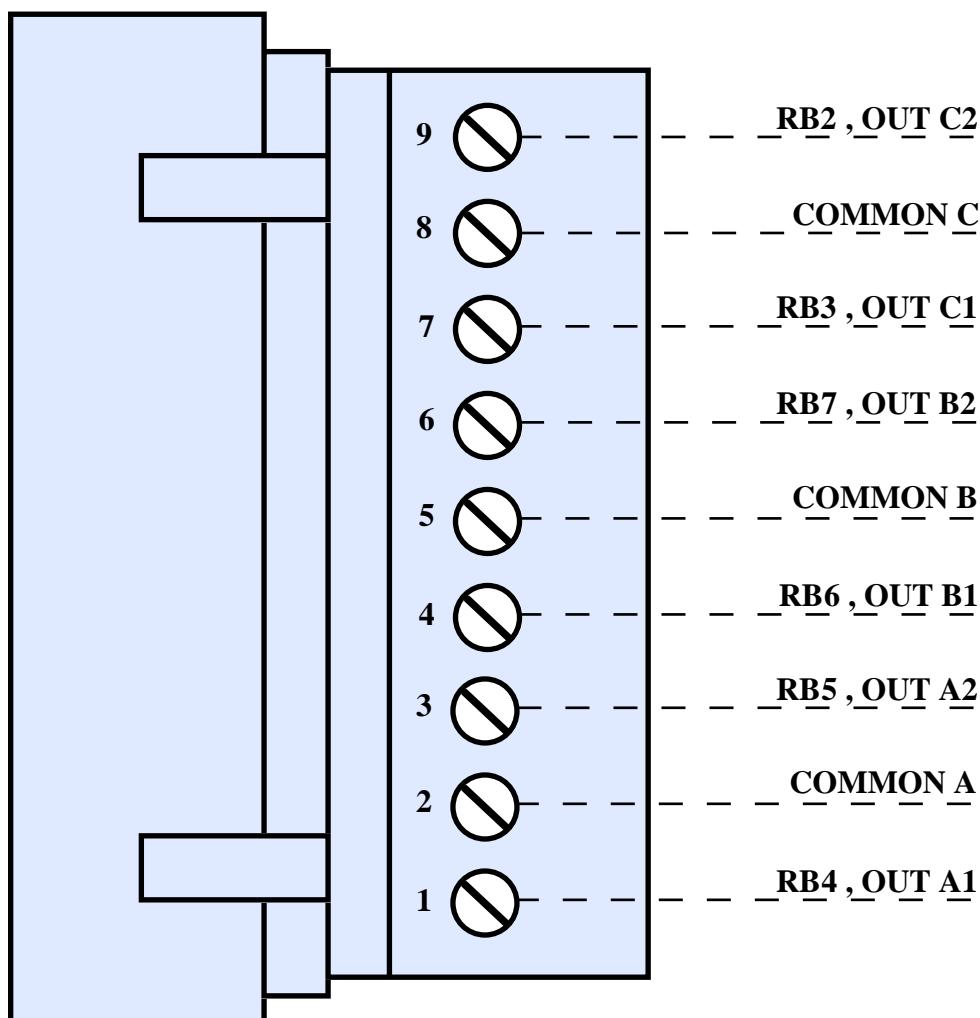 9 RB2 , OUT C2
8 COMMON C
7 RB3 , OUT C1
6 RB7 , OUT B2
5 COMMON B
4 RB6 , OUT B1
3 RB5 , OUT A2
2 COMMON A
1 RB4 , OUT A1